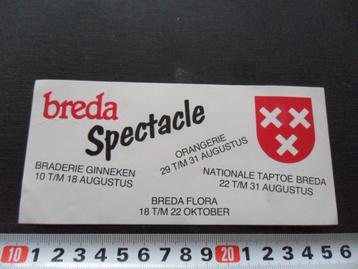 breda
Spectacle
ORANGERIE
29 T/M 31 AUGUSTUS
BRADERIE GINNEKEN
10 T/M 18 AUGUSTUS
NATIONALE TAPTOE BREDA
22 T/M 31 AUGUSTUS
BREDA FLORA
18 T/M 22 OKTOBER
10 1 2 3 4 5 6 7 8 9 20 1 2 3 4 5 6